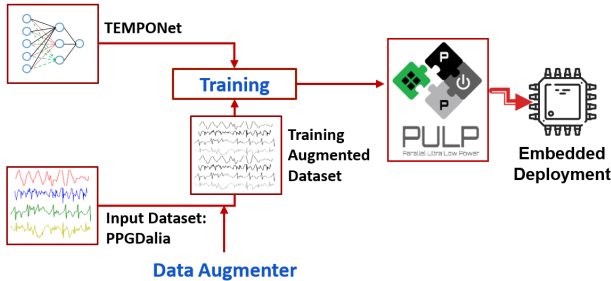 TEMPONet
Training
Training
Augmented
Dataset
Input Dataset:
PPGDalia
Data Augmenter
P
P
PULP
Parallel Ultra Low Power
Embedded
Deployment